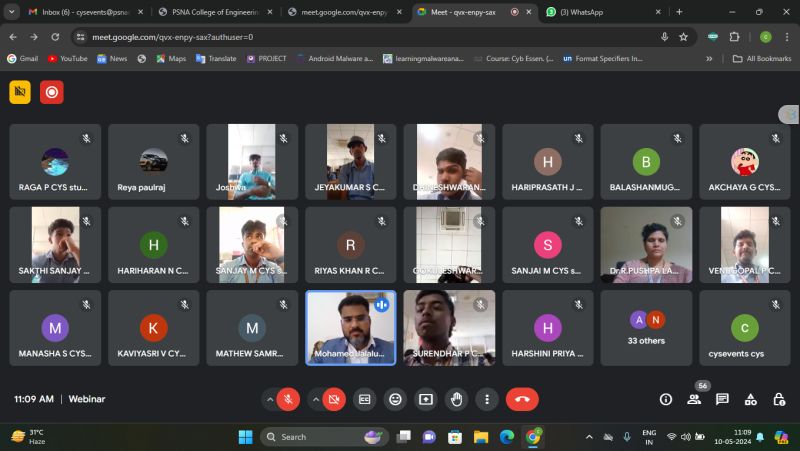 Inbox (6) - cysevents@psna
PSNA College of Engineerin
meet.google.com/qvx-enpy
Meet - qvx-enpy-sax
(3) WhatsApp
meet.google.com/qvx-enpy-sax?authuser=0
Gmail
YouTube
News
Maps
Translate
PROJECT
Android Malware a...
learningmalwareana...
Course: Cyb Essen. (...
un
Format Specifiers In...
All Bookmarks
RAGA P CYS stu...
Reya paulraj
Joshwa
JEYAKUMAR S C...
DHINESHWARAN...
H
HARIPRASATH J ...
B
BALASHANMUG...
AKCHAYA G CYS...
SAKTHI SANJAY ...
H
HARIHARAN N C...
SANJAY M CYS s...
R
RIYAS KHAN R C...
GOKULESHWAR...
S
SANJAI M CYS s...
Dr.R.PUSHPA LA...
VENUGOPAL P C...
M
MANASHA S CYS...
K
KAVIYASRI V CY...
M
MATHEW SAMR...
Mohamed Jalalu...
SURENDHAR P C...
H
HARSHINI PRIYA ...
A N
33 others
c
cysevents cys
11:09 AM | Webinar
56
31°C
Haze
Search
ENG
IN
11:09
10-05-2024